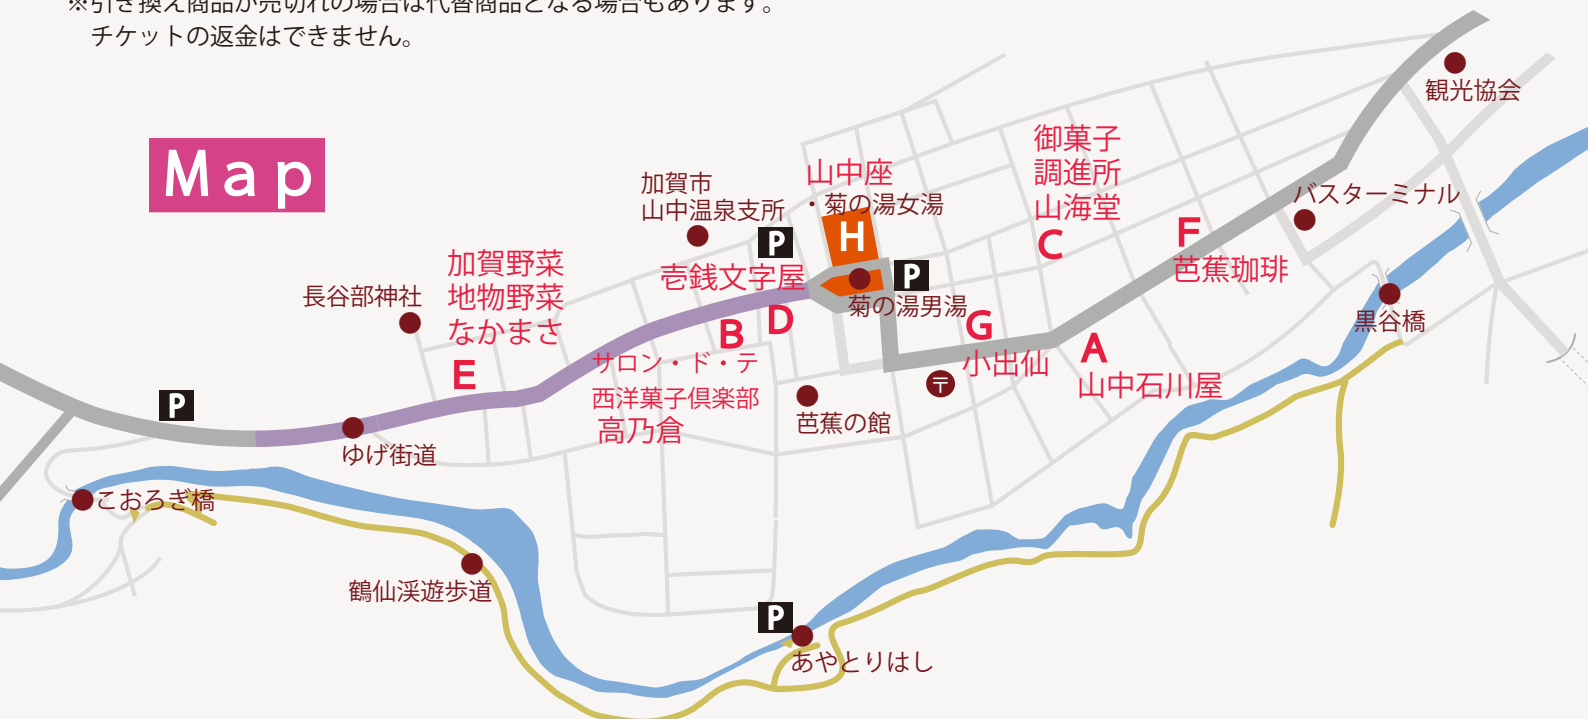 ※引き換え商品が売切れの場合は代替商品となる場合もあります。
チケットの返金はできません。
Map
観光協会
御菓子
調進所
山海堂
C
山中座
・菊の湯女湯
H
加賀市
山中温泉支所
P
バスターミナル
F
芭蕉珈琲
加賀野菜
地物野菜
なかまさ
E
壱銭文字屋
P
長谷部神社
菊の湯男湯
B
D
G
小出仙
黒谷橋
A
山中石川屋
サロン・ド・テ
西洋菓子倶楽部
高乃倉
〒
P
芭蕉の館
ゆげ街道
こおろぎ橋
鶴仙渓遊歩道
P
あやとりはし